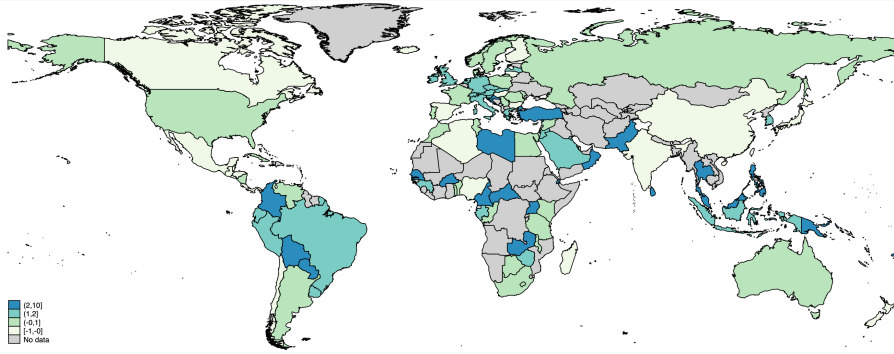 (2,10]
(1,2]
(-0,1]
[-1,-0]
No data